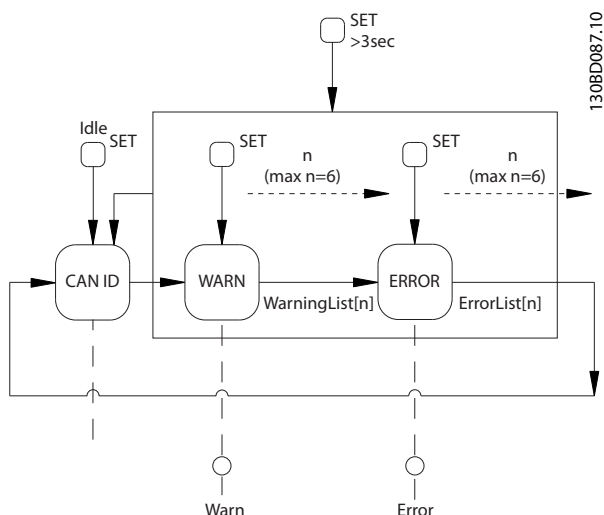 SET
>3sec
130BD087.10
Idle
SET
SET
n
(max n=6)
SET
n
(max n=6)
CAN ID
WARN
WarningList[n]
ERROR
ErrorList[n]
Warn
Error